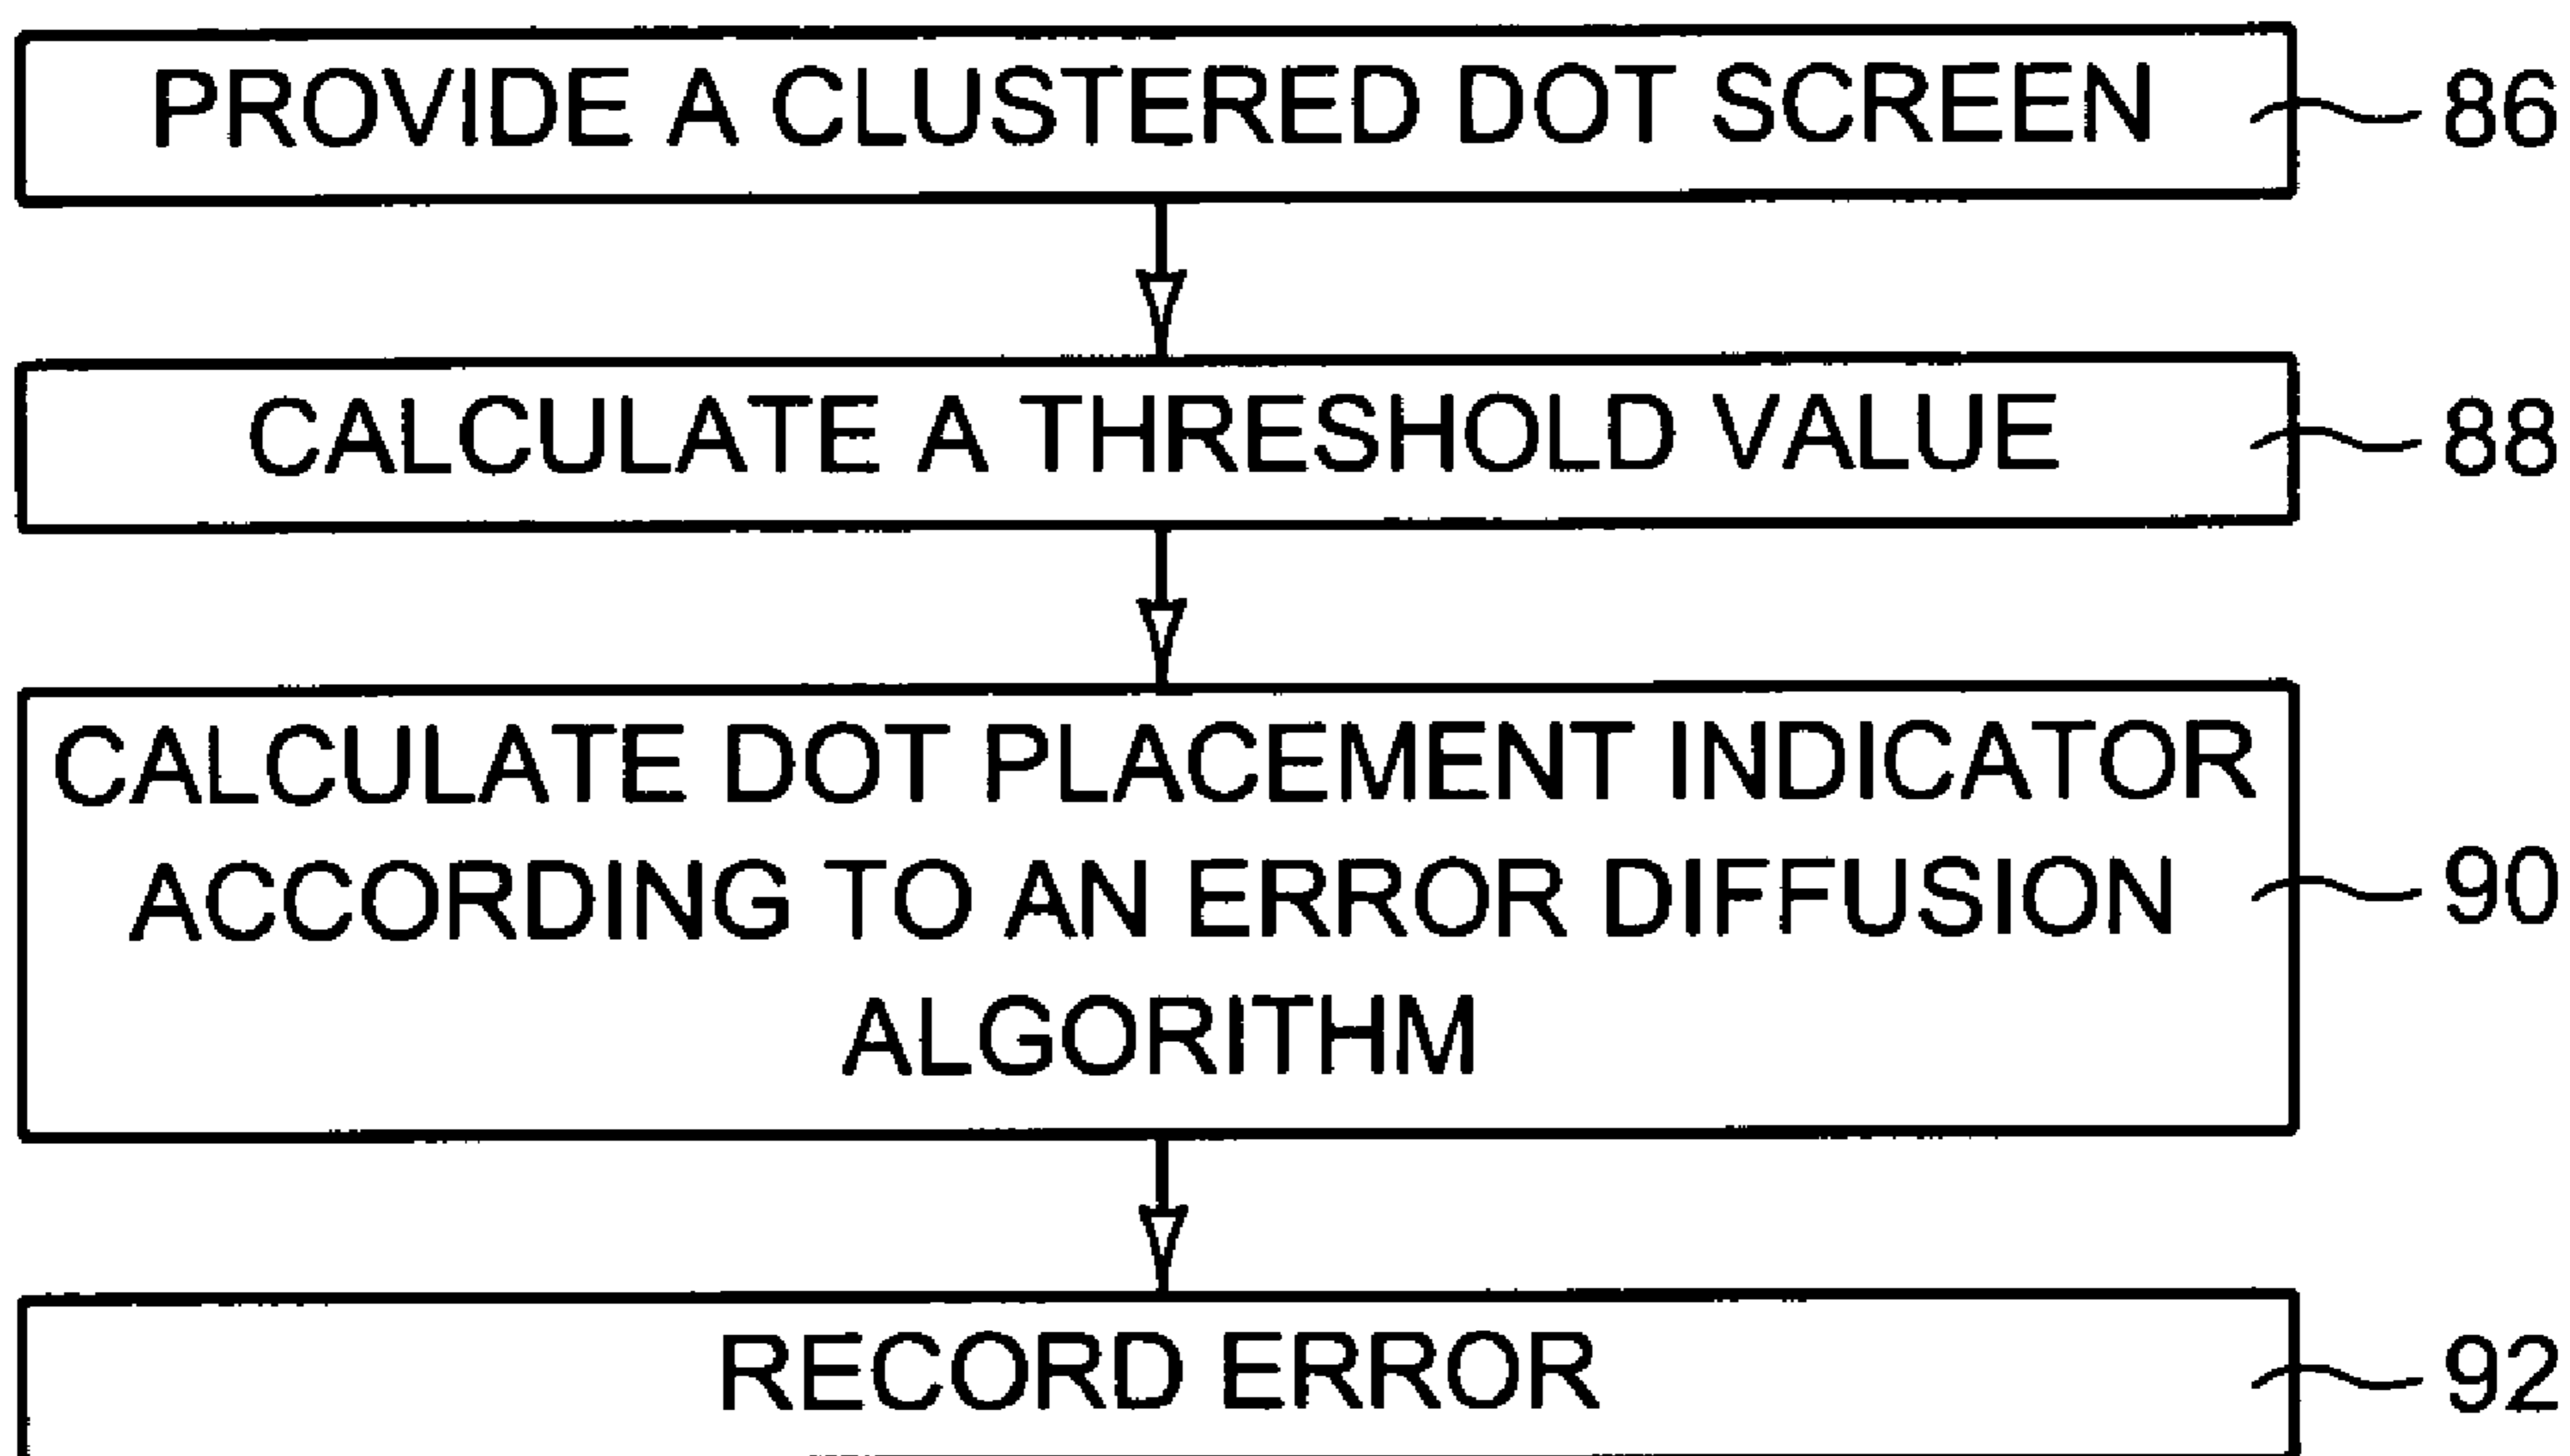 PROVIDE A CLUSTERED DOT SCREEN 86
CALCULATE A THRESHOLD VALUE 88
CALCULATE DOT PLACEMENT INDICATOR
ACCORDING TO AN ERROR DIFFUSION 90
ALGORITHM
RECORD ERROR 92